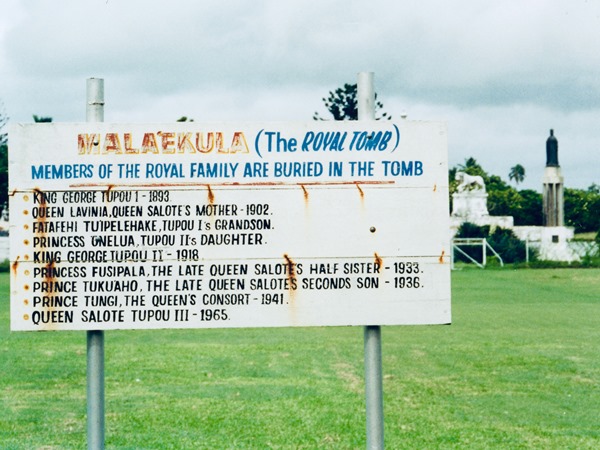 MALA'EKULA (The ROYAL TOMB)
MEMBERS OF THE ROYAL FAMILY ARE BURIED IN THE TOMB
KING GEORGE TUPOU I - 1893.
QUEEN LAVINIA, QUEEN SALOTE'S MOTHER - 1902.
FATAFEHI TU'IPELEHAKE, TUPOU I's GRANDSON.
PRINCESS 'ONELUA, TUPOU II's DAUGHTER.
KING GEORGE TUPOU II - 1918
PRINCESS FUSIPALA, THE LATE QUEEN SALOTE'S HALF SISTER - 1933.
PRINCE TUKUAHO, THE LATE QUEEN SALOTE'S SECONDS SON - 1936.
PRINCE TUNGI, THE QUEEN'S CONSORT - 1941.
QUEEN SALOTE TUPOU III - 1965.